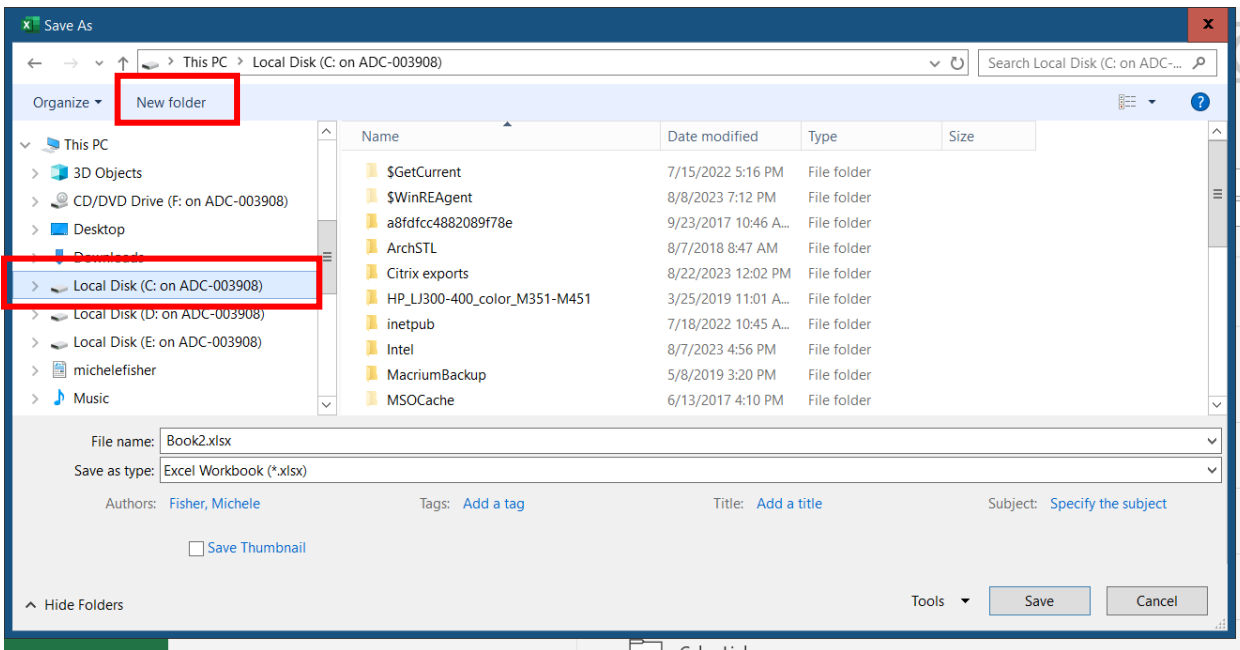 Save As
This PC > Local Disk (C: on ADC-003908)
Search Local Disk (C: on ADC-...
Organize
New folder
This PC
3D Objects
CD/DVD Drive (F: on ADC-003908)
Desktop
Downloads
Local Disk (C: on ADC-003908)
Local Disk (D: on ADC-003908)
Local Disk (E: on ADC-003908)
michelefisher
Music
Name Date modified Type Size
$GetCurrent 7/15/2022 5:16 PM File folder
$WinREAgent 8/8/2023 7:12 PM File folder
a8fdfcc4882089f78e 9/23/2017 10:46 A... File folder
ArchSTL 8/7/2018 8:47 AM File folder
Citrix exports 8/22/2023 12:02 PM File folder
HP_LJ300-400_color_M351-M451 3/25/2019 11:01 A... File folder
inetpub 7/18/2022 10:45 A... File folder
Intel 8/7/2023 4:56 PM File folder
MacriumBackup 5/8/2019 3:20 PM File folder
MSOCache 6/13/2017 4:10 PM File folder
File name: Book2.xlsx
Save as type: Excel Workbook (*.xlsx)
Authors: Fisher, Michele Tags: Add a tag Title: Add a title Subject: Specify the subject
Save Thumbnail
Hide Folders
Tools Save Cancel